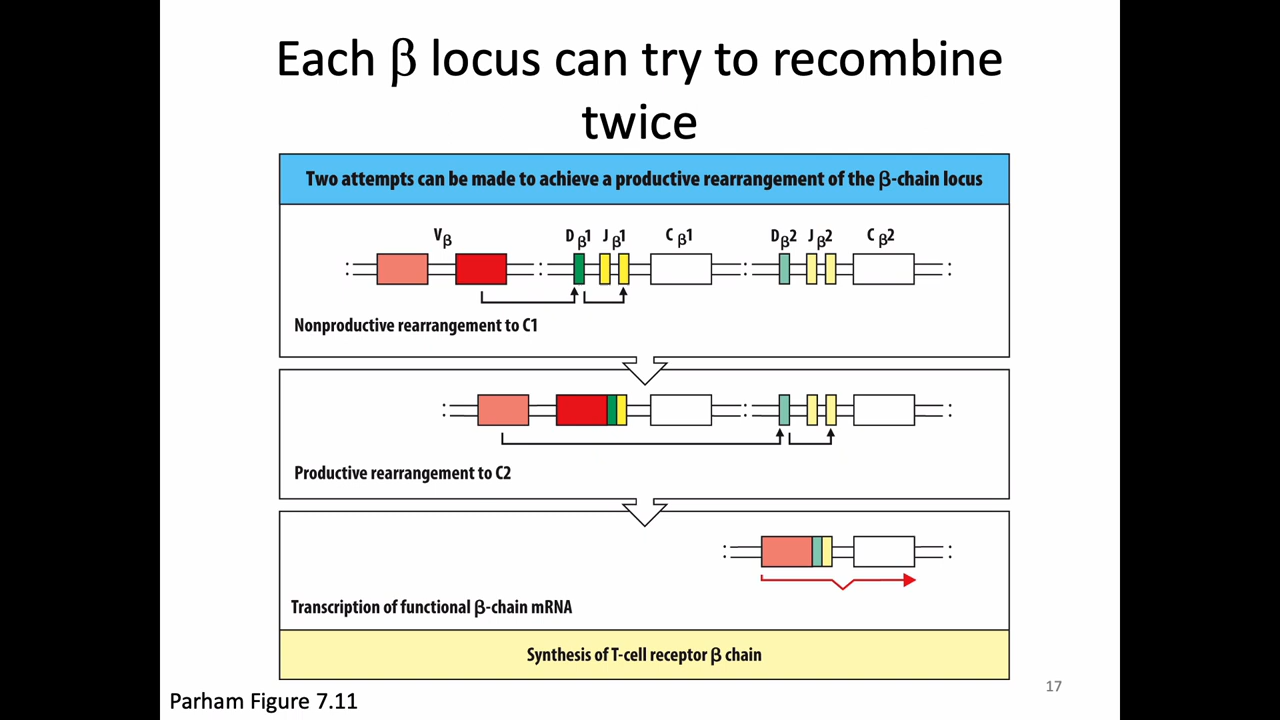 Each β locus can try to recombine
twice
Two attempts can be made to achieve a productive rearrangement of the β-chain locus
Vβ Dβ1 Jβ1 Cβ1 Dβ2 Jβ2 Cβ2
Nonproductive rearrangement to C1
Productive rearrangement to C2
Transcription of functional β-chain mRNA
Synthesis of T-cell receptor β chain
Parham Figure 7.11
17